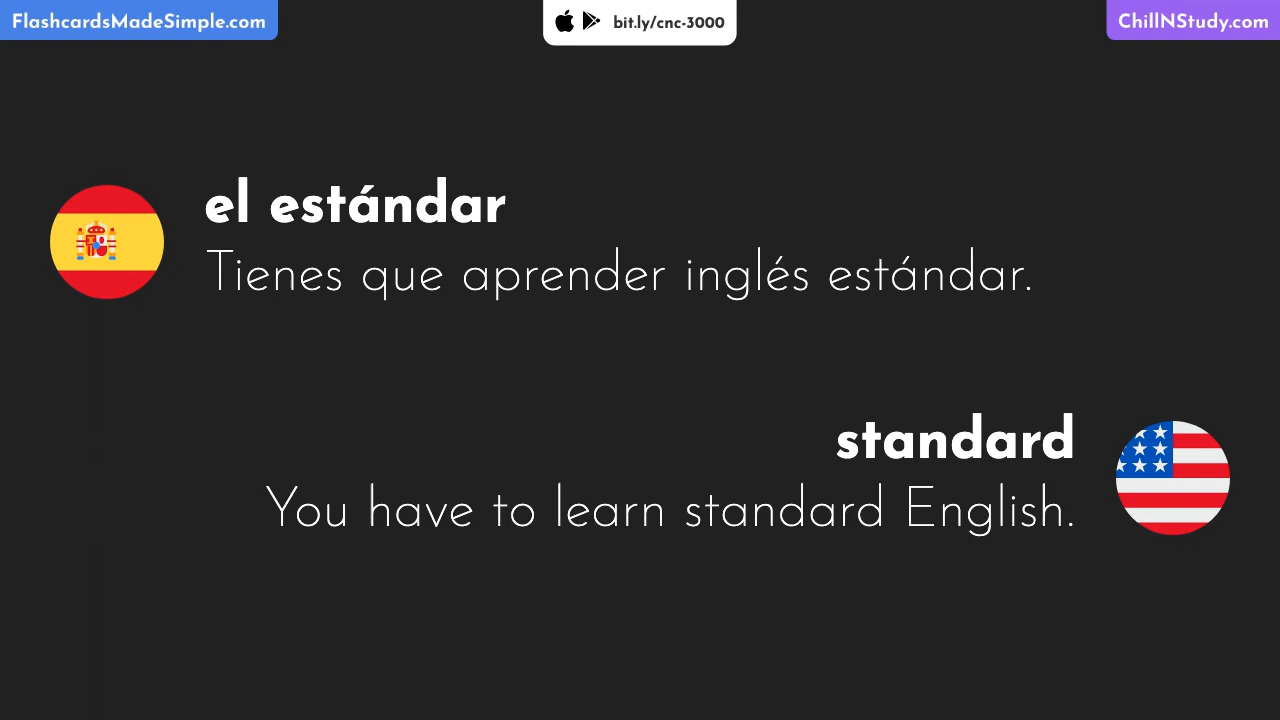 FlashcardsMadeSimple.com
bit.ly/cnc-3000
ChillNStudy.com
el estándar
Tienes que aprender inglés estándar.
standard
You have to learn standard English.